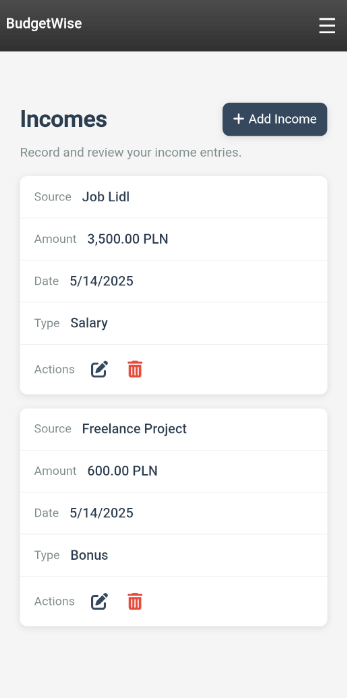 BudgetWise
Incomes
Add Income
Record and review your income entries.
Source Job Lidl
Amount 3,500.00 PLN
Date 5/14/2025
Type Salary
Actions
Source Freelance Project
Amount 600.00 PLN
Date 5/14/2025
Type Bonus
Actions